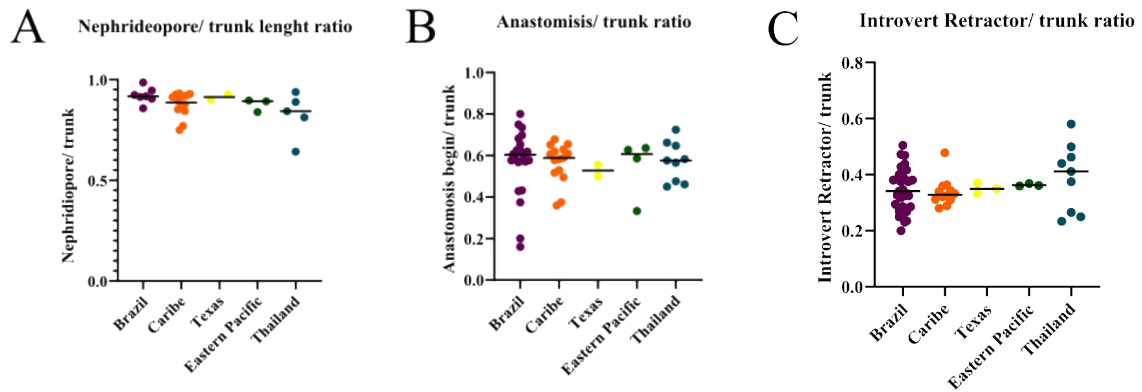 A
Nephrideopore/ trunk lenght ratio
Nephridiopore/ trunk
1.0
0.5
0.0
Brazil
Caribe
Texas
Eastern Pacific
Thailand
B
Anastomisis/ trunk ratio
Anastomosis begin/ trunk
1.0
0.8
0.6
0.4
0.2
0.0
Brazil
Caribe
Texas
Eastern Pacific
Thailand
C
Introvert Retractor/ trunk ratio
Introvert Retractor/ trunk
0.8
0.6
0.4
0.2
0.0
Brazil
Caribe
Texas
Eastern Pacific
Thailand